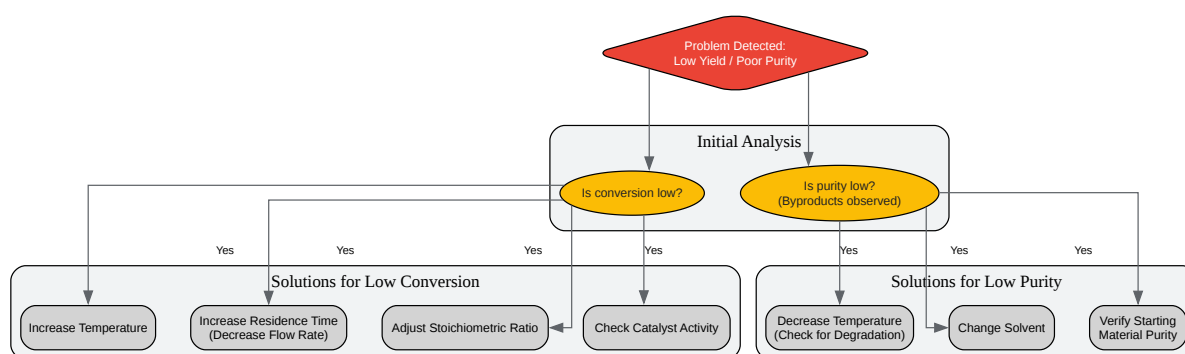 Problem Detected:
Low Yield / Poor Purity
Initial Analysis
Is conversion low?
Is purity low?
(Byproducts observed)
Yes
Yes
Yes
Yes
Yes
Yes
Yes
Solutions for Low Conversion
Solutions for Low Purity
Increase Temperature
Increase Residence Time
(Decrease Flow Rate)
Adjust Stoichiometric Ratio
Check Catalyst Activity
Decrease Temperature
(Check for Degradation)
Change Solvent
Verify Starting
Material Purity